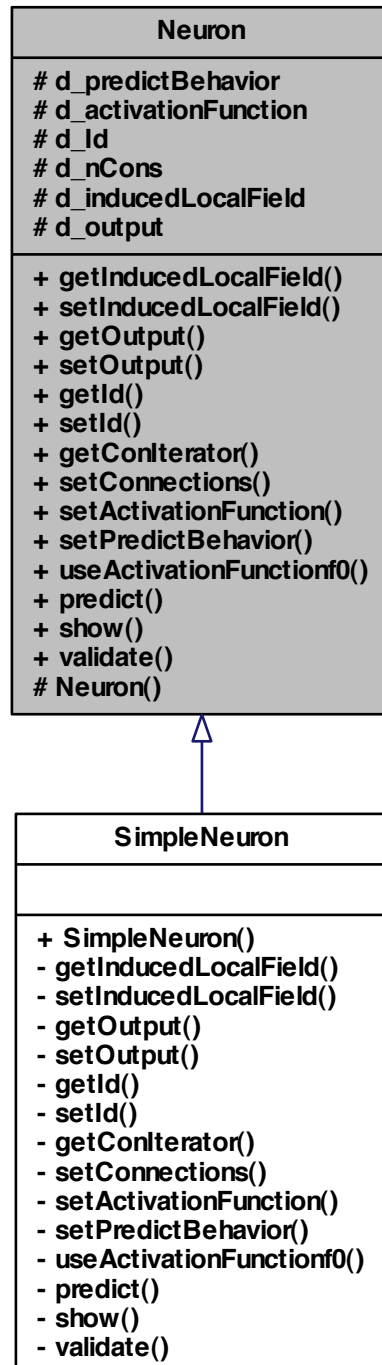 Neuron
# d_predictBehavior
# d_activationFunction
# d_Id
# d_nCons
# d_inducedLocalField
# d_output
+ getInducedLocalField()
+ setInducedLocalField()
+ getOutput()
+ setOutput()
+ getId()
+ setId()
+ getConIterator()
+ setConnections()
+ setActivationFunction()
+ setPredictBehavior()
+ useActivationFunctionf0()
+ predict()
+ show()
+ validate()
# Neuron()
SimpleNeuron
+ SimpleNeuron()
- getInducedLocalField()
- setInducedLocalField()
- getOutput()
- setOutput()
- getId()
- setId()
- getConIterator()
- setConnections()
- setActivationFunction()
- setPredictBehavior()
- useActivationFunctionf0()
- predict()
- show()
- validate()